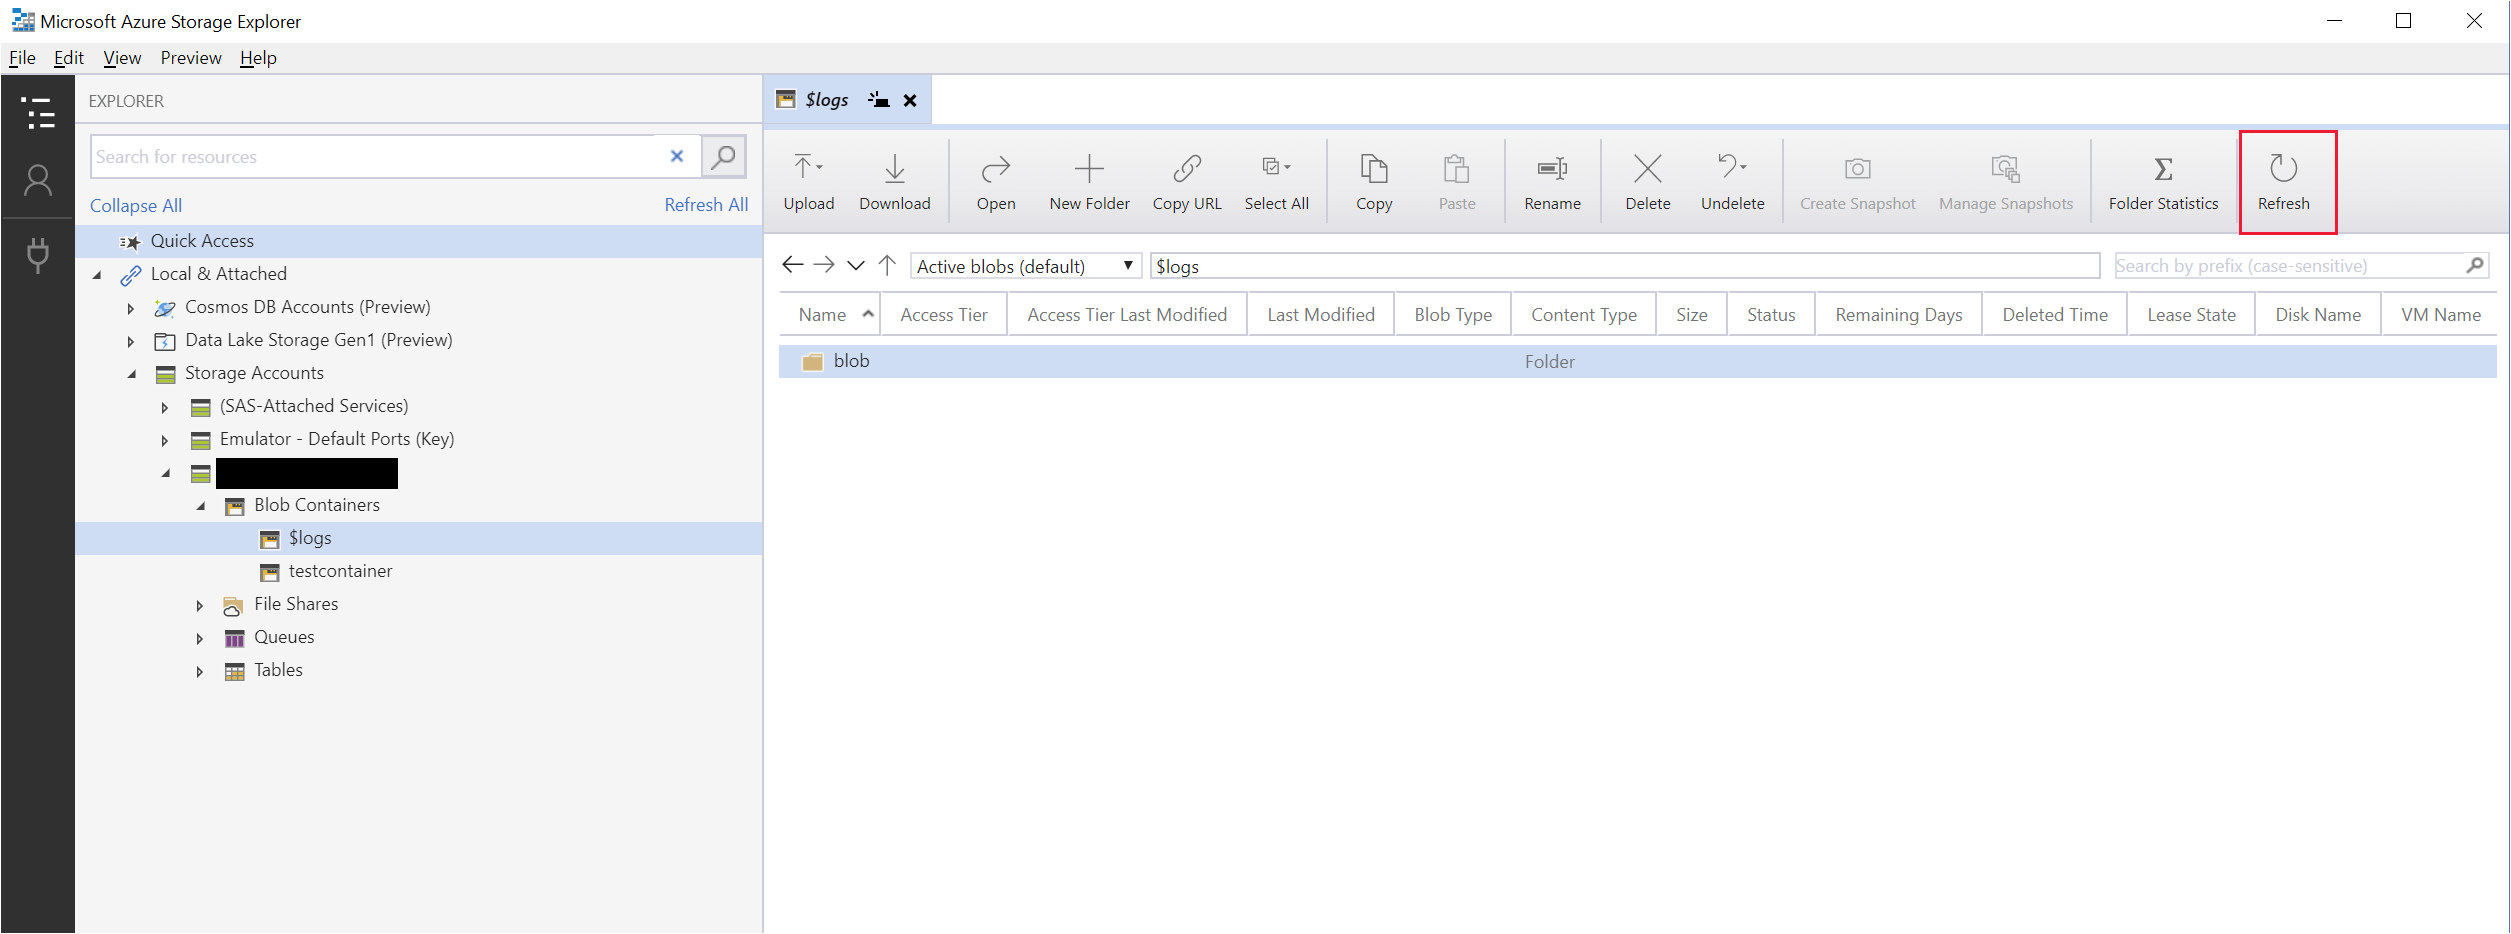 Microsoft Azure Storage Explorer
File Edit View Preview Help
EXPLORER
Search for resources
Collapse All
Refresh All
Quick Access
Local & Attached
Cosmos DB Accounts (Preview)
Data Lake Storage Gen1 (Preview)
Storage Accounts
(SAS-Attached Services)
Emulator - Default Ports (Key)
Blob Containers
$logs
testcontainer
File Shares
Queues
Tables
$logs
Upload Download Open New Folder Copy URL Select All Copy Paste Rename Delete Undelete Create Snapshot Manage Snapshots Folder Statistics Refresh
Active blobs (default) $logs Search by prefix (case-sensitive)
Name Access Tier Access Tier Last Modified Last Modified Blob Type Content Type Size Status Remaining Days Deleted Time Lease State Disk Name VM Name
blob Folder